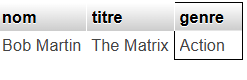 nom titre genre
Bob Martin The Matrix Action